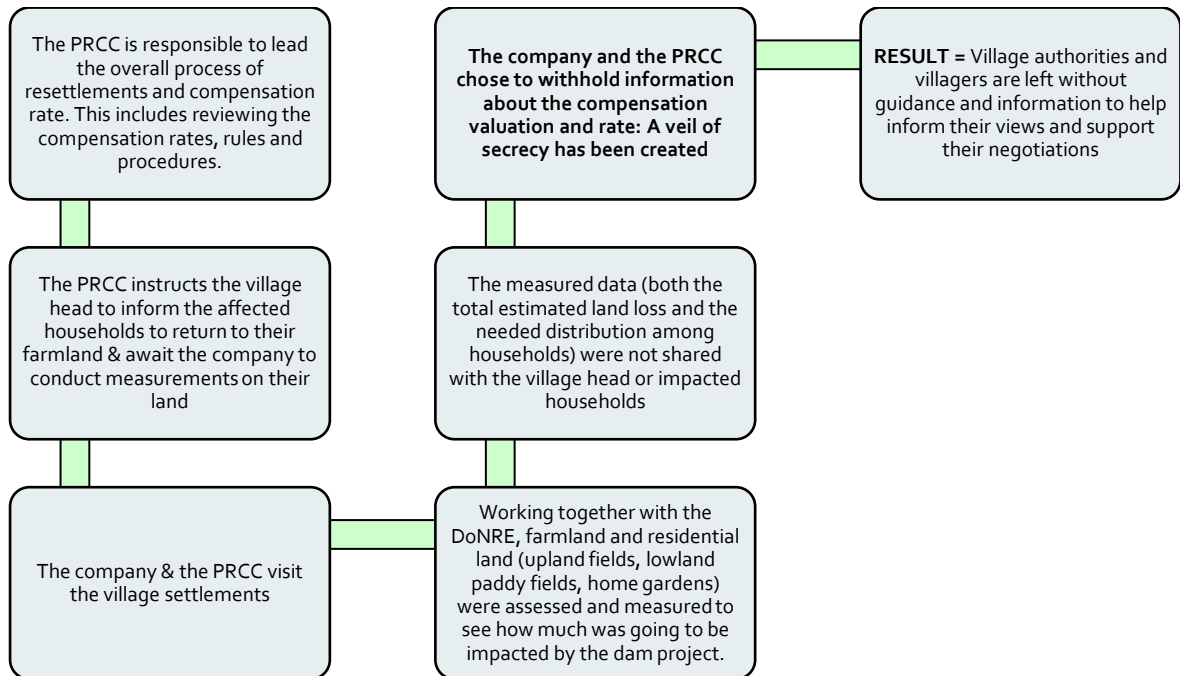 The PRCC is responsible to lead
the overall process of
resettlements and compensation
rate. This includes reviewing the
compensation rates, rules and
procedures.
The PRCC instructs the village
head to inform the affected
households to return to their
farmland & await the company to
conduct measurements on their
land
The company & the PRCC visit
the village settlements
Working together with the
DoNRE, farmland and residential
land (upland fields, lowland
paddy fields, home gardens)
were assessed and measured to
see how much was going to be
impacted by the dam project.
The measured data (both the
total estimated land loss and the
needed distribution among
households) were not shared
with the village head or impacted
households
The company and the PRCC
chose to withhold information
about the compensation
valuation and rate: A veil of
secrecy has been created
RESULT = Village authorities and
villagers are left without
guidance and information to help
inform their views and support
their negotiations